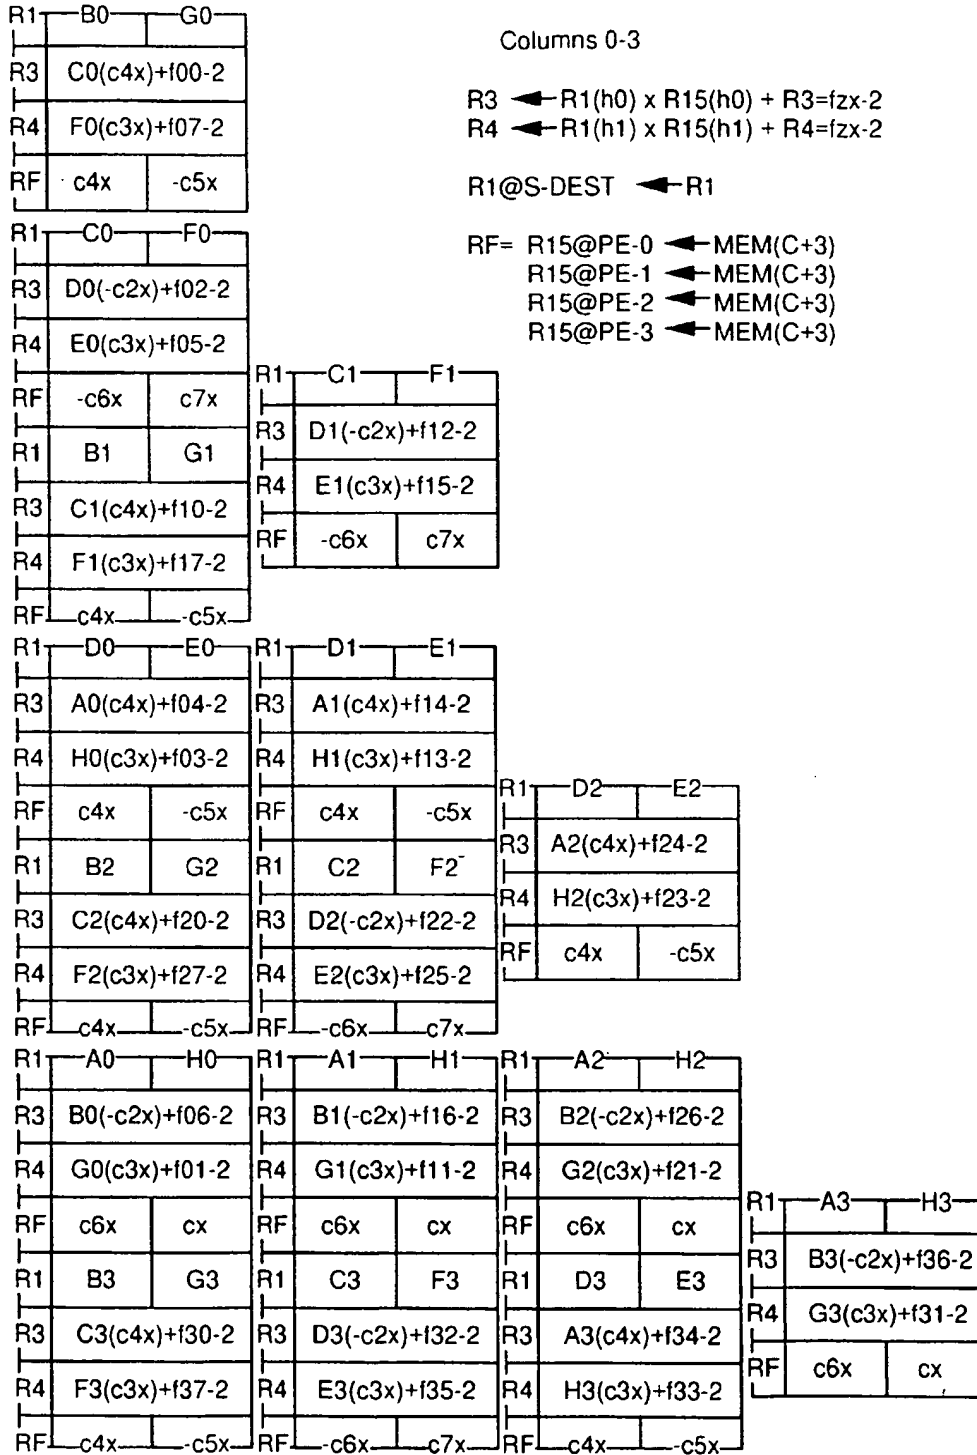 Columns 0-3
R3 ← R1(h0) x R15(h0) + R3=fzx-2
R4 ← R1(h1) x R15(h1) + R4=fzx-2
R1@S-DEST ← R1
RF= R15@PE-0 ← MEM(C+3)
R15@PE-1 ← MEM(C+3)
R15@PE-2 ← MEM(C+3)
R15@PE-3 ← MEM(C+3)
R1 B0 G0
R3 C0(c4x)+f00-2
R4 F0(c3x)+f07-2
RF c4x -c5x
R1 C0 F0
R3 D0(-c2x)+f02-2
R4 E0(c3x)+f05-2
RF -c6x c7x
R1 B1 G1
R3 C1(c4x)+f10-2
R4 F1(c3x)+f17-2
RF c4x -c5x
R1 C1 F1
R3 D1(-c2x)+f12-2
R4 E1(c3x)+f15-2
RF -c6x c7x
R1 D0 E0
R3 A0(c4x)+f04-2
R4 H0(c3x)+f03-2
RF c4x -c5x
R1 B2 G2
R3 C2(c4x)+f20-2
R4 F2(c3x)+f27-2
RF c4x -c5x
R1 D1 E1
R3 A1(c4x)+f14-2
R4 H1(c3x)+f13-2
RF c4x -c5x
R1 C2 F2
R3 D2(-c2x)+f22-2
R4 E2(c3x)+f25-2
RF -c6x c7x
R1 D2 E2
R3 A2(c4x)+f24-2
R4 H2(c3x)+f23-2
RF c4x -c5x
R1 A0 H0
R3 B0(-c2x)+f06-2
R4 G0(c3x)+f01-2
RF c6x cx
R1 B3 G3
R3 C3(c4x)+f30-2
R4 F3(c3x)+f37-2
RF c4x -c5x
R1 A1 H1
R3 B1(-c2x)+f16-2
R4 G1(c3x)+f11-2
RF c6x cx
R1 C3 F3
R3 D3(-c2x)+f32-2
R4 E3(c3x)+f35-2
RF -c6x c7x
R1 A2 H2
R3 B2(-c2x)+f26-2
R4 G2(c3x)+f21-2
RF c6x cx
R1 D3 E3
R3 A3(c4x)+f34-2
R4 H3(c3x)+f33-2
RF c4x -c5x
R1 A3 H3
R3 B3(-c2x)+f36-2
R4 G3(c3x)+f31-2
RF c6x cx